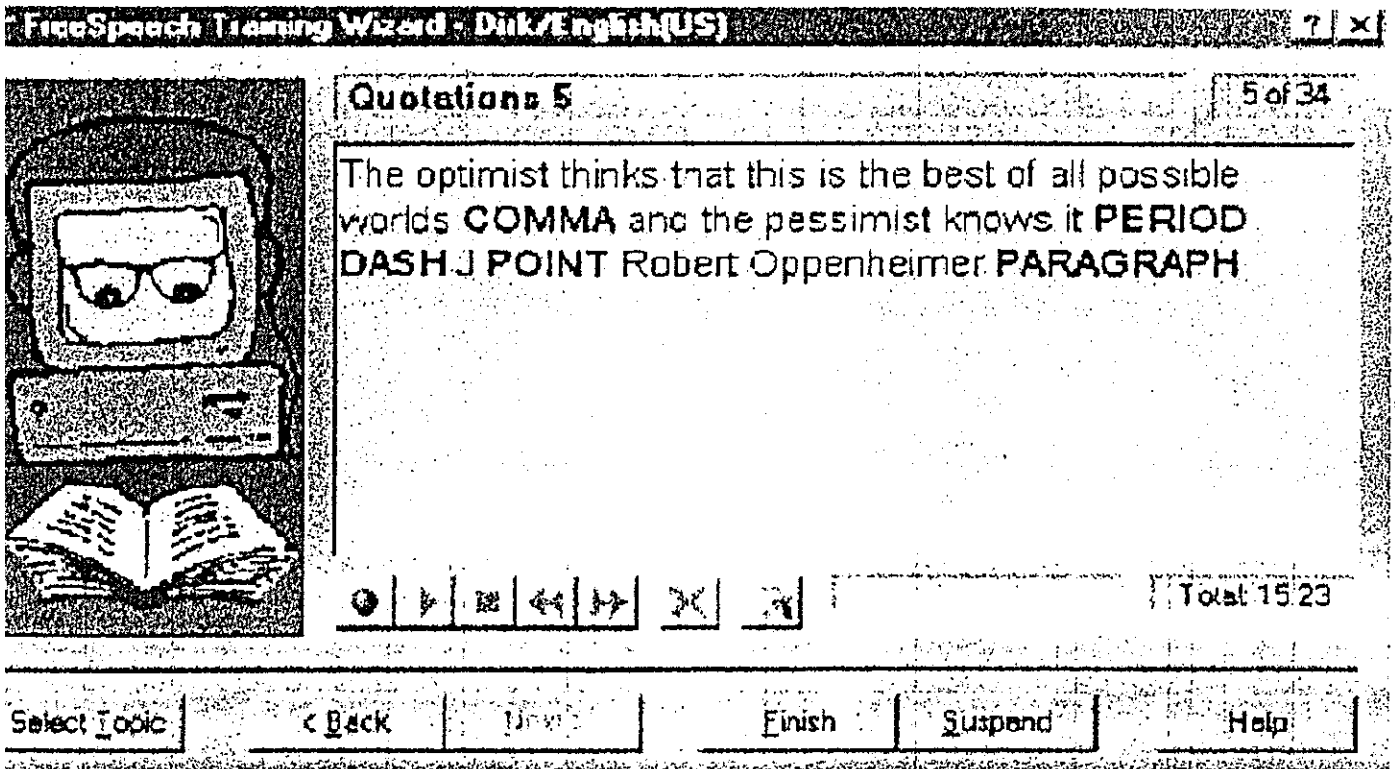 FreeSpeech Training Wizard - Dirk/English(US)
Quotations 5
5 of 34
The optimist thinks that this is the best of all possible
worlds COMMA and the pessimist knows it PERIOD
DASH J POINT Robert Oppenheimer PARAGRAPH
Total: 15:23
Select Topic
< Back
Next
Finish
Suspend
Help